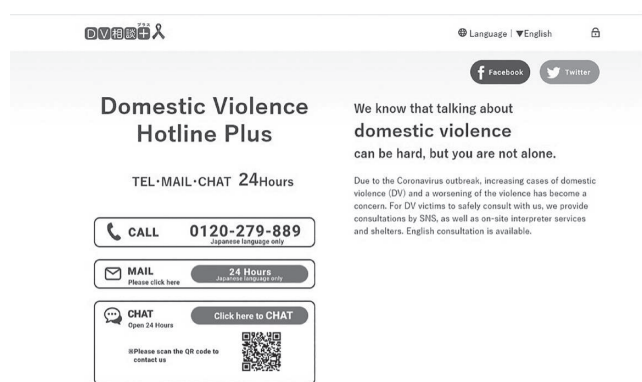 DV相談プラス
Language | ▼English
Facebook
Twitter
Domestic Violence
Hotline Plus
TEL・MAIL・CHAT 24Hours
CALL 0120-279-889
Japanese language only
MAIL
Please click here
24 Hours
Japanese language only
CHAT
Open 24 Hours
Click here to CHAT
※Please scan the QR code to
contact us
We know that talking about
domestic violence
can be hard, but you are not alone.
Due to the Coronavirus outbreak, increasing cases of domestic
violence (DV) and a worsening of the violence has become a
concern. For DV victims to safely consult with us, we provide
consultations by SNS, as well as on-site interpreter services
and shelters. English consultation is available.